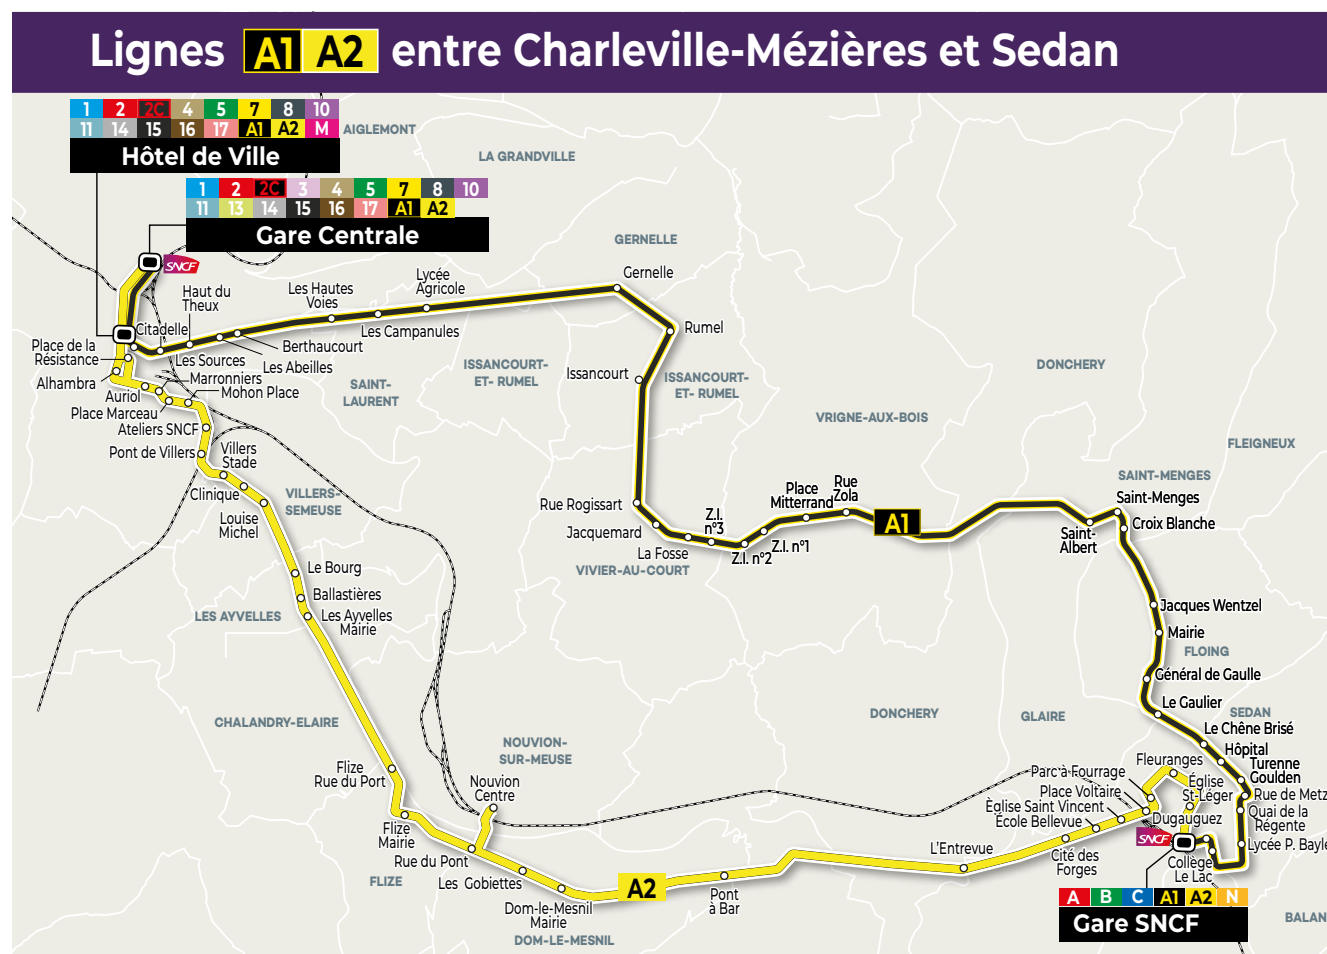 Lignes A1 A2 entre Charleville-Mézières et Sedan
1 2 2C 4 5 7 8 10
11 14 15 16 17 A1 A2 M
Hôtel de Ville
AIGLEMONT
LA GRANDVILLE
1 2 2C 3 4 5 7 8 10
11 13 14 15 16 17 A1 A2
Gare Centrale
SNCF
GERNELLE
Gernelle
Lycée
Agricole
Les Hautes
Voies
Haut du
Theux
Citadelle
Les Campanules
Rumel
Place de la
Résistance
Berthaucourt
Les Sources
Les Abeilles
Alhambra
Marronniers
Mohon Place
Auriol
Place Marceau
Ateliers SNCF
Pont de Villers
SAINT-
LAURENT
ISSANCOURT-
ET- RUMEL
Issancourt
ISSANCOURT-
ET- RUMEL
DONCHERY
VRIGNE-AUX-BOIS
FLEIGNEUX
Villers
Stade
Clinique
VILLERS-
SEMEUSE
Louise
Michel
SAINT-MENGES
Saint-Menges
Croix Blanche
Saint-
Albert
Rue Rogissart
Jacquemard
La Fosse
Z.I.
n°3
Z.I. n°2
Z.I. n°1
Place
Mitterrand
Rue
Zola
A1
VIVIER-AU-COURT
Le Bourg
Ballastières
Les Ayvelles
Mairie
LES AYVELLES
Jacques Wentzel
Mairie
FLOING
Général de Gaulle
Le Gaulier
SEDAN
Le Chêne Brisé
Hôpital
Turenne
Goulden
Rue de Metz
Quai de la
Régente
Lycée P. Bayle
CHALANDRY-ELAIRE
DONCHERY
GLAIRE
NOUVION-
SUR-MEUSE
Nouvion
Centre
Flize
Rue du Port
Flize
Mairie
Rue du Pont
FLIZE
Les Gobiettes
Dom-le-Mesnil
Mairie
DOM-LE-MESNIL
A2
Pont
à Bar
L'Entrevue
Cité des
Forges
École Bellevue
Église Saint Vincent
Place Voltaire
Parc à Fourrage
Fleuranges
Église
St-Léger
Dugauguez
SNCF
Collège
Le Lac
A B C A1 A2 N
Gare SNCF
BALAN